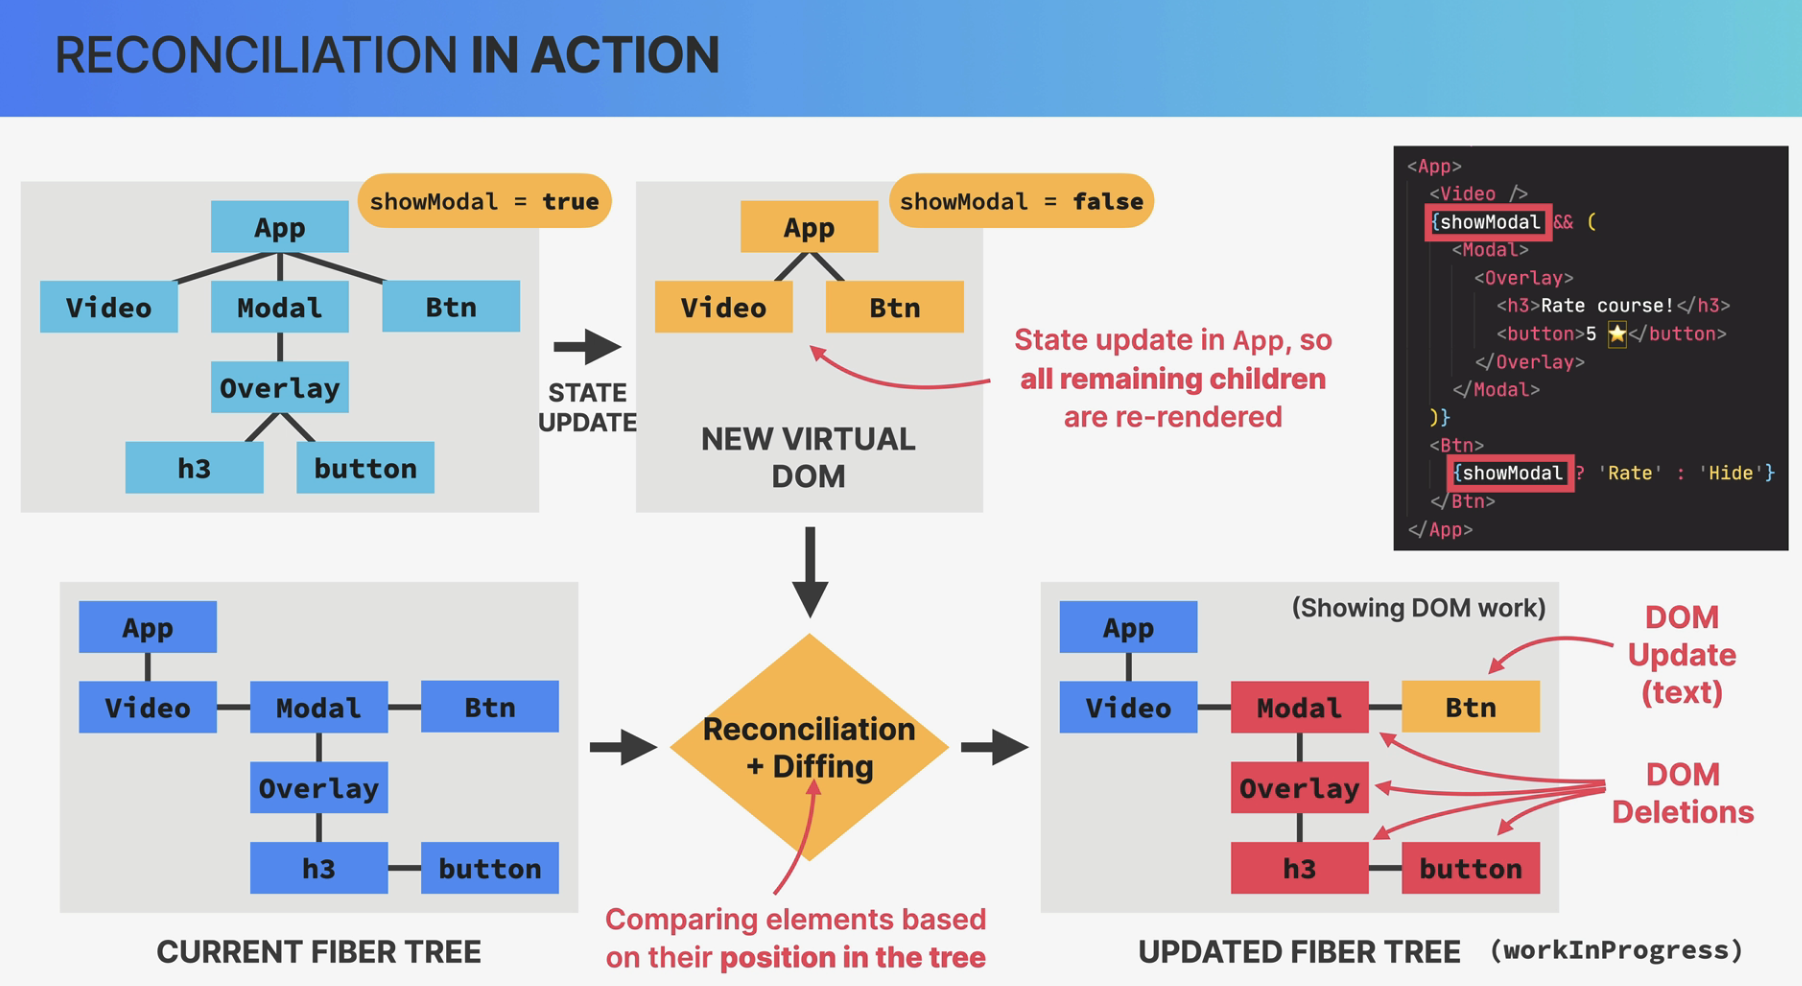 RECONCILIATION IN ACTION
showModal = true
App
Video
Modal
Btn
Overlay
h3
button
STATE
UPDATE
showModal = false
App
Video
Btn
NEW VIRTUAL
DOM
State update in App, so
all remaining children
are re-rendered
<App>
<Video />
{showModal && (
<Modal>
<Overlay>
<h3>Rate course!</h3>
<button>5 ⭐</button>
</Overlay>
</Modal>
)}
<Btn>
{showModal ? 'Rate' : 'Hide'}
</Btn>
</App>
App
Video
Modal
Btn
Overlay
h3
button
CURRENT FIBER TREE
Reconciliation
+ Diffing
Comparing elements based
on their position in the tree
(Showing DOM work)
App
Video
Modal
Btn
Overlay
h3
button
DOM
Update
(text)
DOM
Deletions
UPDATED FIBER TREE (workInProgress)